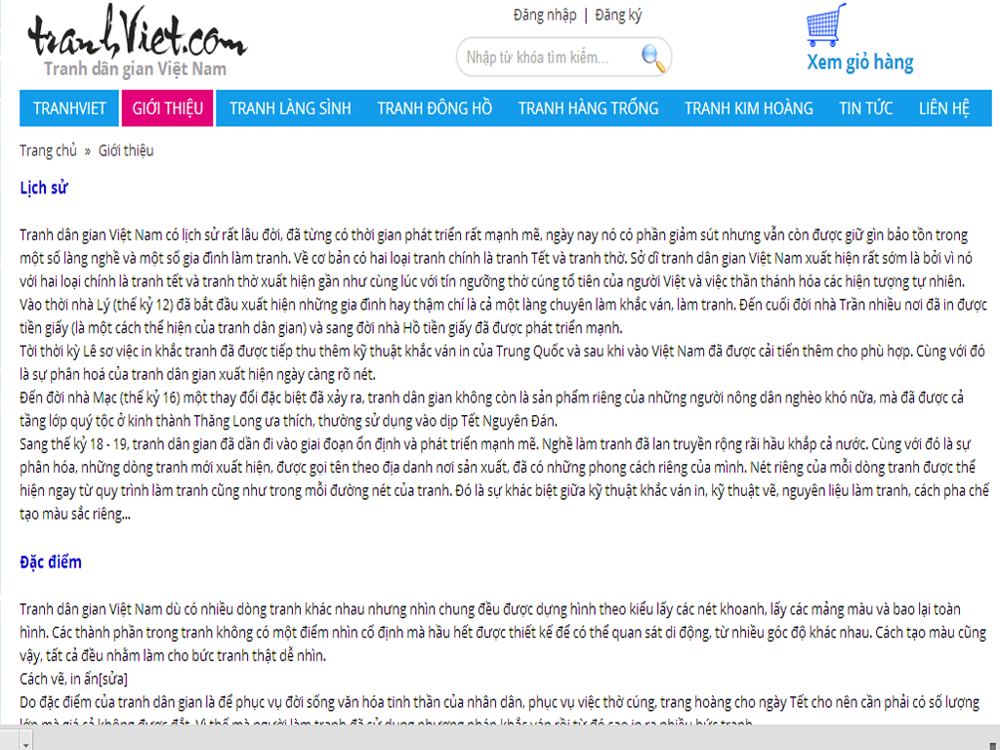 tranhViet.com
Tranh dân gian Việt Nam
Đăng nhập | Đăng ký
Nhập từ khóa tìm kiếm...
Xem giỏ hàng
TRANHVIET GIỚI THIỆU TRANH LÀNG SÌNH TRANH ĐÔNG HỒ TRANH HÀNG TRỐNG TRANH KIM HOÀNG TIN TỨC LIÊN HỆ
Trang chủ » Giới thiệu
Lịch sử
Tranh dân gian Việt Nam có lịch sử rất lâu đời, đã từng có thời gian phát triển rất mạnh mẽ, ngày nay nó có phần giảm sút nhưng vẫn còn được giữ gìn bảo tồn trong
một số làng nghề và một số gia đình làm tranh. Về cơ bản có hai loại tranh chính là tranh Tết và tranh thờ. Sở dĩ tranh dân gian Việt Nam xuất hiện rất sớm là bởi vì nó
với hai loại chính là tranh tết và tranh thờ xuất hiện gần như cùng lúc với tín ngưỡng thờ cúng tổ tiên của người Việt và việc thần thánh hóa các hiện tượng tự nhiên.
Vào thời nhà Lý (thế kỷ 12) đã bắt đầu xuất hiện những gia đình hay thậm chí là cả một làng chuyên làm khắc ván, làm tranh. Đến cuối đời nhà Trần nhiều nơi đã in được
tiền giấy (là một cách thể hiện của tranh dân gian) và sang đời nhà Hồ tiền giấy đã được phát triển mạnh.
Tời thời kỳ Lê sơ việc in khắc tranh đã được tiếp thu thêm kỹ thuật khắc ván in của Trung Quốc và sau khi vào Việt Nam đã được cải tiến thêm cho phù hợp. Cùng với đó
là sự phân hoá của tranh dân gian xuất hiện ngày càng rõ nét.
Đến đời nhà Mạc (thế kỷ 16) một thay đổi đặc biệt đã xảy ra, tranh dân gian không còn là sản phẩm riêng của những người nông dân nghèo khó nữa, mà đã được cả
tầng lớp quý tộc ở kinh thành Thăng Long ưa thích, thường sử dụng vào dịp Tết Nguyên Đán.
Sang thế kỷ 18 - 19, tranh dân gian đã dần đi vào giai đoạn ổn định và phát triển mạnh mẽ. Nghề làm tranh đã lan truyền rộng rãi hầu khắp cả nước. Cùng với đó là sự
phân hóa, những dòng tranh mới xuất hiện, được gọi tên theo địa danh nơi sản xuất, đã có những phong cách riêng của mình. Nét riêng của mỗi dòng tranh được thể
hiện ngay từ quy trình làm tranh cũng như trong mỗi đường nét của tranh. Đó là sự khác biệt giữa kỹ thuật khắc ván in, kỹ thuật vẽ, nguyên liệu làm tranh, cách pha chế
tạo màu sắc riêng...
Đặc điểm
Tranh dân gian Việt Nam dù có nhiều dòng tranh khác nhau nhưng nhìn chung đều được dựng hình theo kiểu lấy các nét khoanh, lấy các mảng màu và bao lại toàn
hình. Các thành phần trong tranh không có một điểm nhìn cố định mà hầu hết được thiết kế để có thể quan sát di động, từ nhiều góc độ khác nhau. Cách tạo màu cũng
vậy, tất cả đều nhằm làm cho bức tranh thật dễ nhìn.
Cách vẽ, in ấn[sửa]
Do đặc điểm của tranh dân gian là để phục vụ đời sống văn hóa tinh thần của nhân dân, phục vụ việc thờ cúng, trang hoàng cho ngày Tết cho nên cần phải có số lượng
lớn mà giá cả không được đắt. Vì thế mà người làm tranh đã sử dụng phương pháp khắc ván rồi từ đó sao in ra nhiều bức tranh